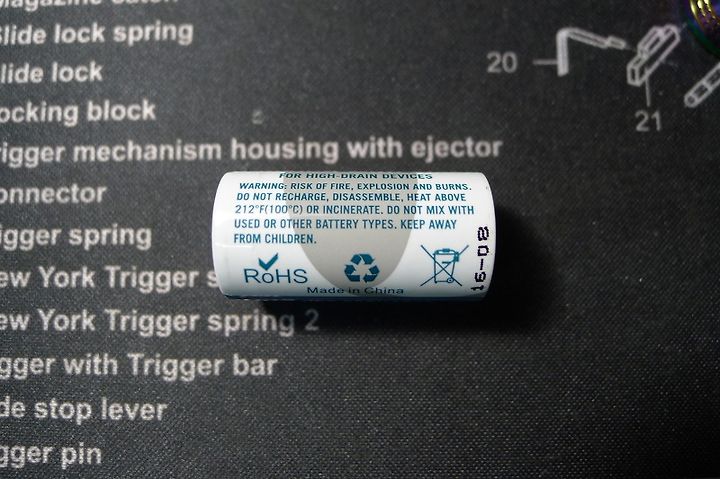 agazine catch
Slide lock spring
lide lock
ocking block
rigger mechanism housing with ejector
onnector
igger spring
ew York Trigger s
ew York Trigger spring 2
igger with Trigger bar
de stop lever
gger pin
20
21
FOR HIGH-DRAIN DEVICES
WARNING: RISK OF FIRE, EXPLOSION AND BURNS.
DO NOT RECHARGE, DISASSEMBLE, HEAT ABOVE
212°F(100°C) OR INCINERATE. DO NOT MIX WITH
USED OR OTHER BATTERY TYPES. KEEP AWAY
FROM CHILDREN.
RoHS
Made in China
16-08